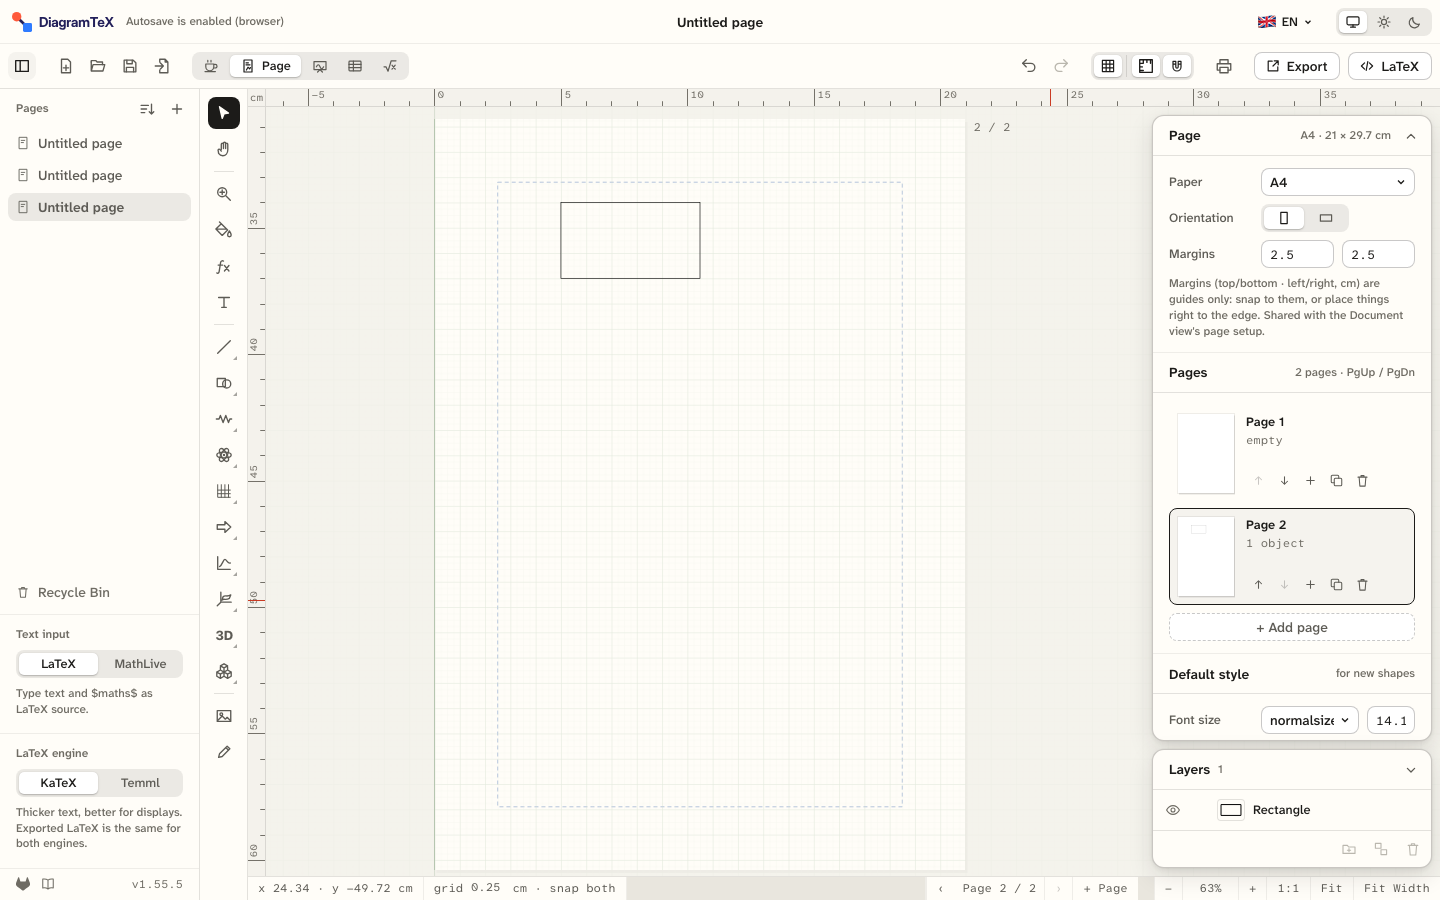 DiagramTeX
Autosave is enabled (browser)
Untitled page
EN
Page
Export
LaTeX
Pages
Untitled page
Untitled page
Untitled page
Recycle Bin
Text input
LaTeX
MathLive
Type text and $maths$ as
LaTeX source.
LaTeX engine
KaTeX
Temml
Thicker text, better for displays.
Exported LaTeX is the same for
both engines.
v1.55.5
fx
T
3D
cm
-5
0
5
10
15
20
25
30
35
35
40
45
50
55
60
2 / 2
Page
A4 · 21 × 29.7 cm
Paper
A4
Orientation
Margins
2.5
2.5
Margins (top/bottom · left/right, cm) are
guides only: snap to them, or place things
right to the edge. Shared with the Document
view's page setup.
Pages
2 pages · PgUp / PgDn
Page 1
empty
Page 2
1 object
+ Add page
Default style
for new shapes
Font size
normalsize
14.1
Layers 1
Rectangle
x 24.34 · y −49.72 cm
grid 0.25 cm · snap both
‹ Page 2 / 2 ›
+ Page
− 63% +
1:1
Fit
Fit Width